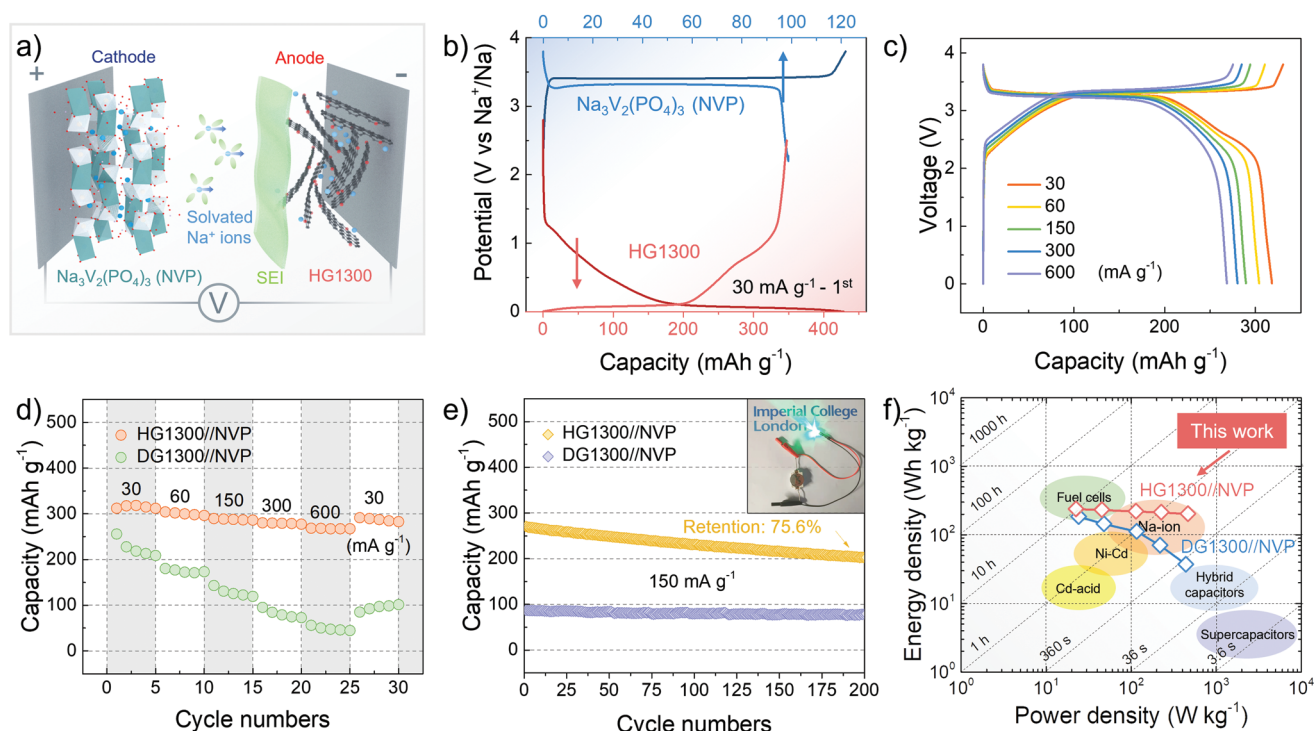 a)
Cathode
Anode
+
-
Solvated
Na⁺ ions
Na₃V₂(PO₄)₃ (NVP)
SEI
HG1300
V
b)
0 20 40 60 80 100 120
4
3
2
1
0
Potential (V vs Na⁺/Na)
Na₃V₂(PO₄)₃ (NVP)
HG1300
30 mA g⁻¹ - 1ˢᵗ
0 100 200 300 400
Capacity (mAh g⁻¹)
c)
4
3
2
1
0
Voltage (V)
30
60
150
300
600 (mA g⁻¹)
0 100 200 300
Capacity (mAh g⁻¹)
d)
500
400
300
200
100
0
Capacity (mAh g⁻¹)
HG1300//NVP
DG1300//NVP
30 60 150 300 600 30
(mA g⁻¹)
0 5 10 15 20 25 30
Cycle numbers
e)
500
400
300
200
100
0
Capacity (mAh g⁻¹)
HG1300//NVP
DG1300//NVP
Imperial College
London
Retention: 75.6%
150 mA g⁻¹
0 25 50 75 100 125 150 175 200
Cycle numbers
f)
10⁴
10³
10²
10¹
10⁰
Energy density (Wh kg⁻¹)
1000 h
100 h
10 h
1 h
360 s
36 s
3.6 s
This work
Fuel cells
HG1300//NVP
Na-ion
DG1300//NVP
Ni-Cd
Cd-acid
Hybrid
capacitors
Supercapacitors
10⁰ 10¹ 10² 10³ 10⁴
Power density (W kg⁻¹)